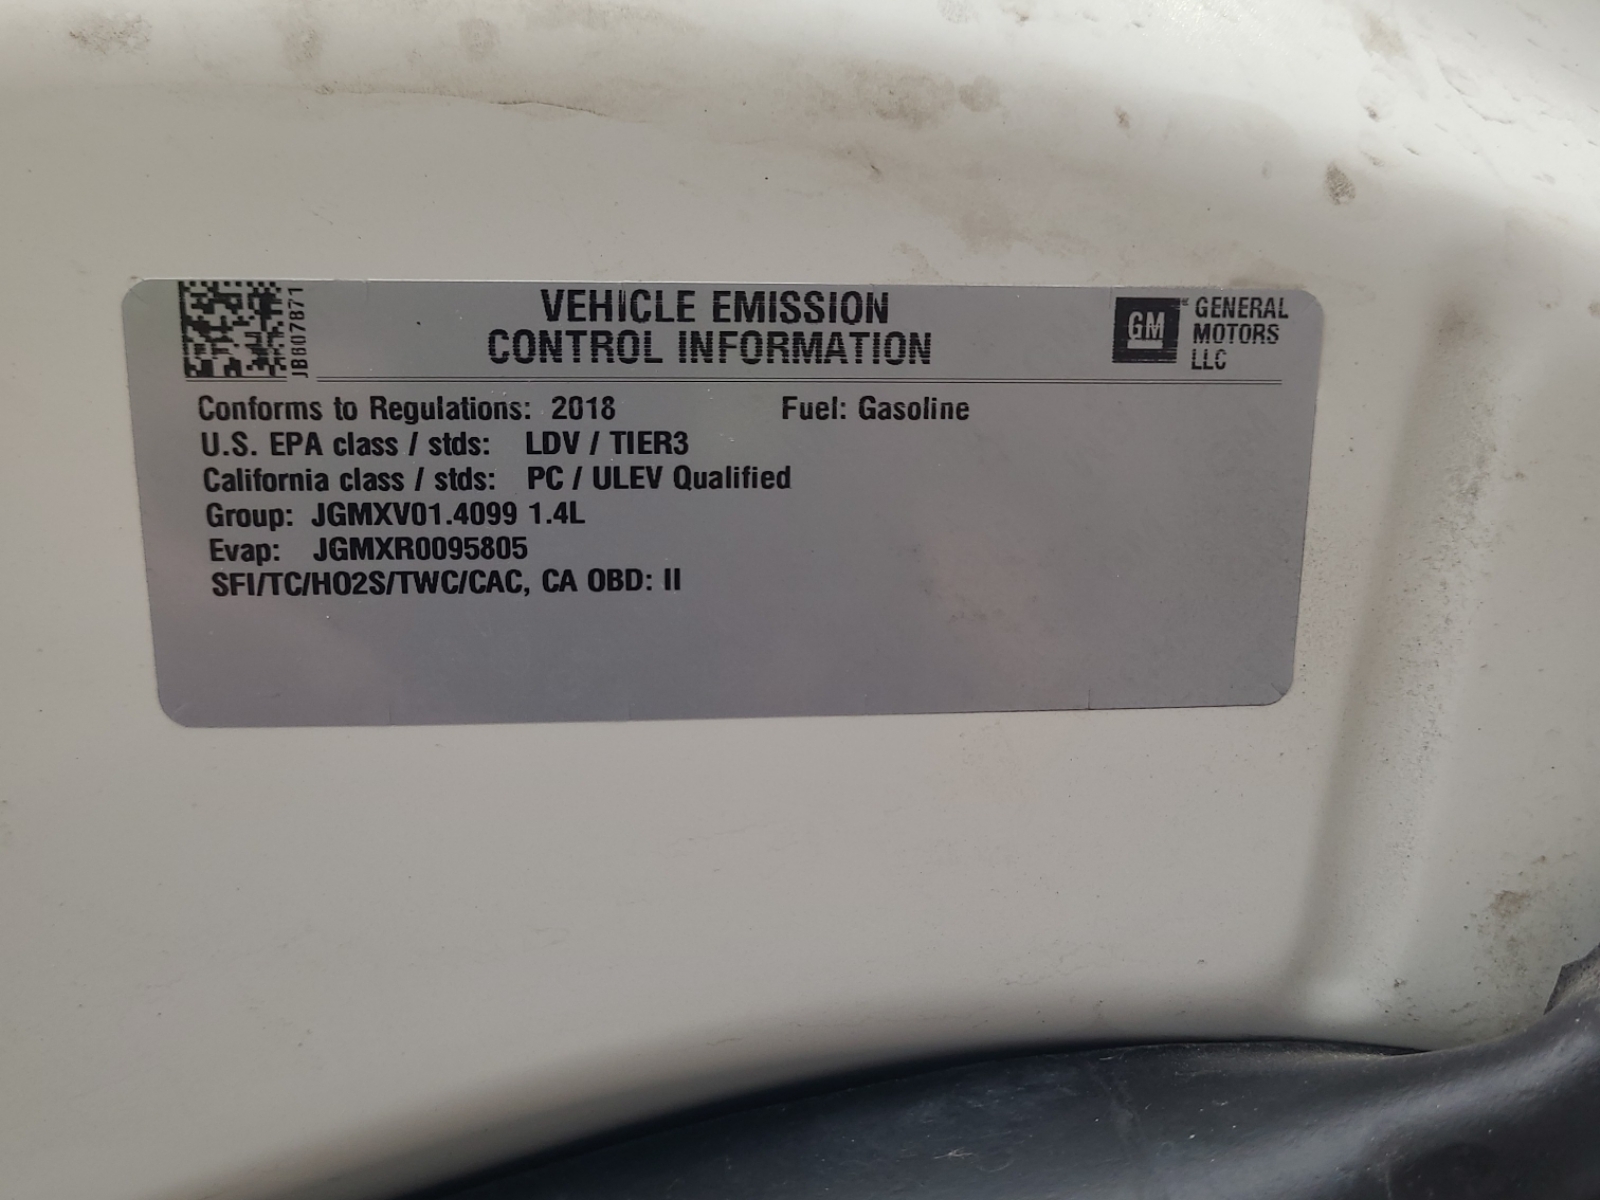 JB607871
VEHICLE EMISSION
CONTROL INFORMATION
GM
GENERAL
MOTORS
LLC
Conforms to Regulations: 2018 Fuel: Gasoline
U.S. EPA class / stds: LDV / TIER3
California class / stds: PC / ULEV Qualified
Group: JGMXV01.4099 1.4L
Evap: JGMXR0095805
SFI/TC/HO2S/TWC/CAC, CA OBD: II